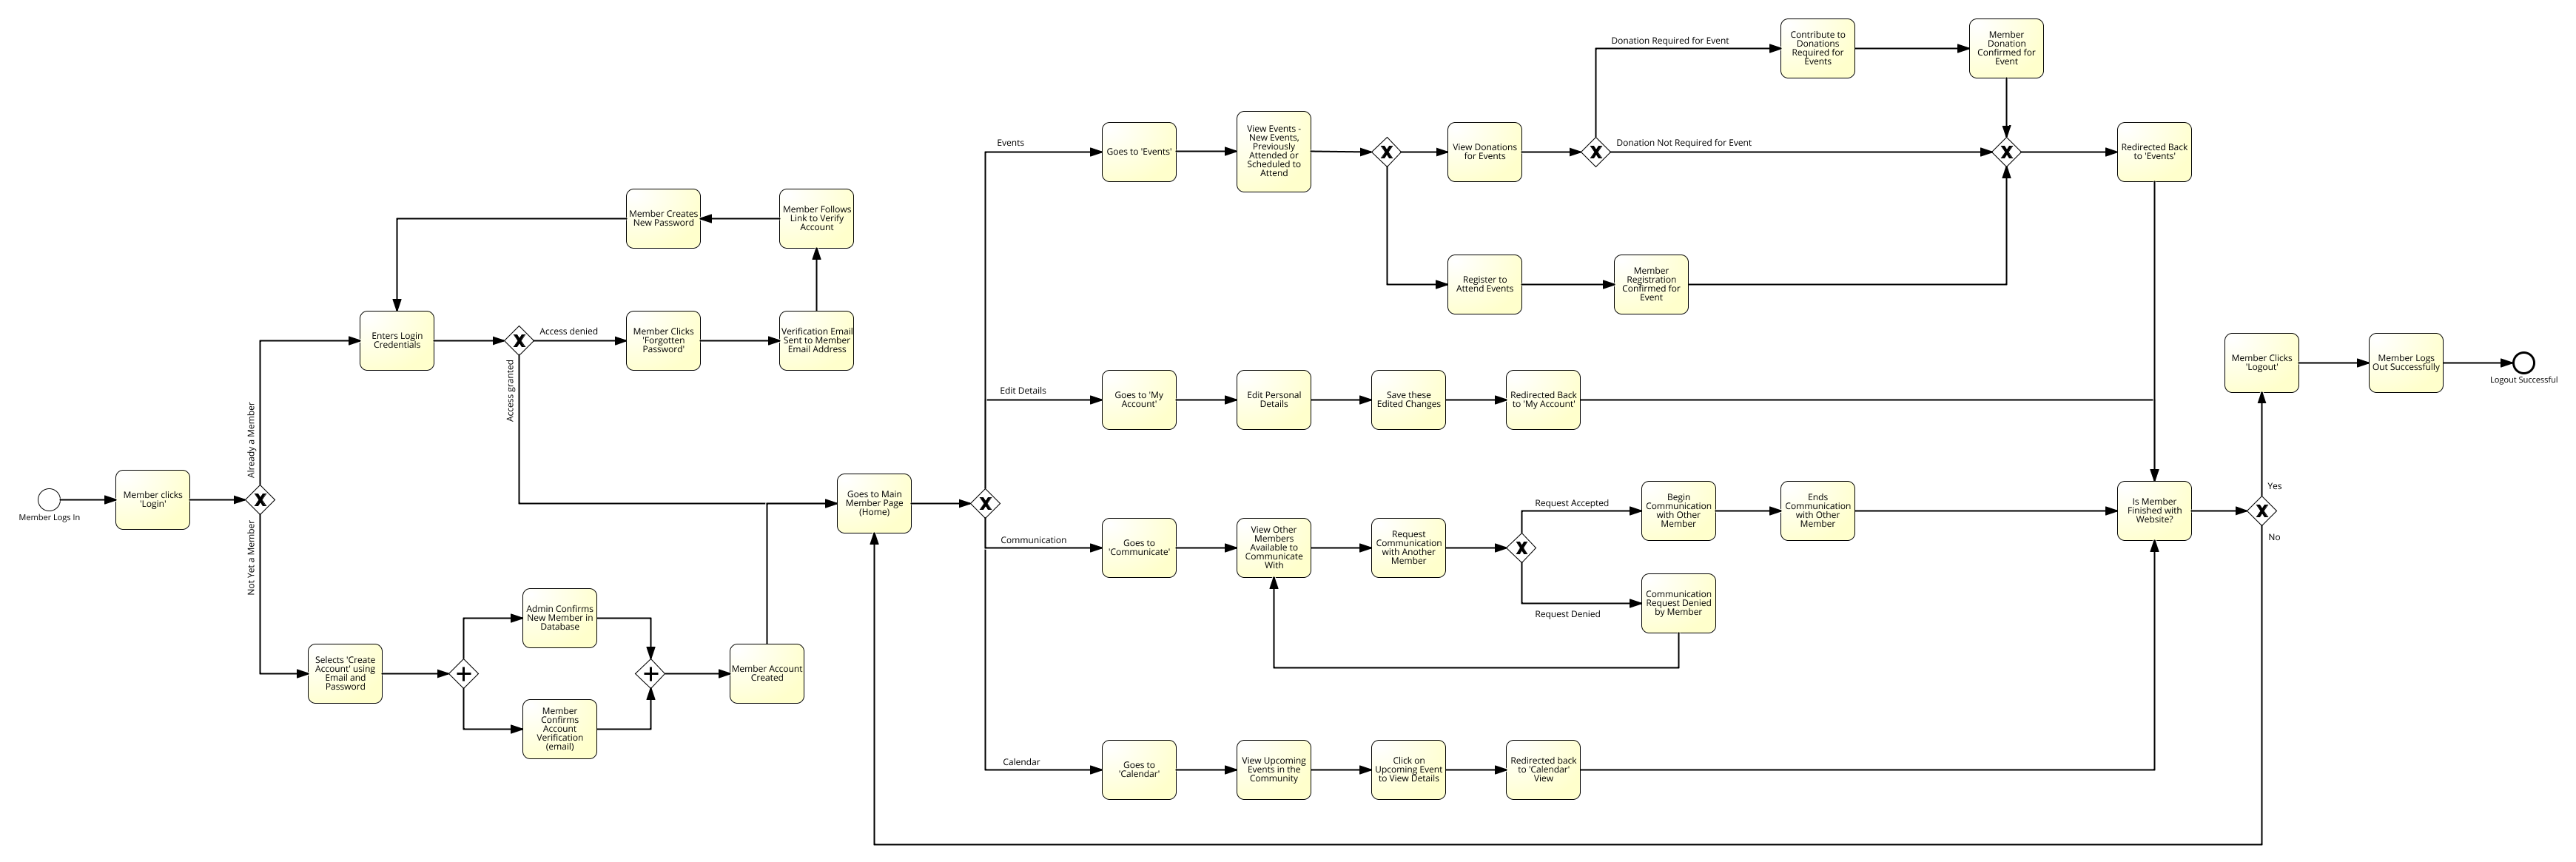 Member Logs In
Member clicks
'Login'
Already a Member
Not Yet a Member
Enters Login
Credentials
Access denied
Access granted
Member Clicks
'Forgotten
Password'
Verification Email
Sent to Member
Email Address
Member Follows
Link to Verify
Account
Member Creates
New Password
Selects 'Create
Account' using
Email and
Password
Admin Confirms
New Member in
Database
Member
Confirms
Account
Verification
(email)
Member Account
Created
Goes to Main
Member Page
(Home)
Events
Goes to 'Events'
View Events -
New Events,
Previously
Attended or
Scheduled to
Attend
View Donations
for Events
Donation Required for Event
Donation Not Required for Event
Contribute to
Donations
Required for
Events
Member
Donation
Confirmed for
Event
Redirected Back
to 'Events'
Register to
Attend Events
Member
Registration
Confirmed for
Event
Edit Details
Goes to 'My
Account'
Edit Personal
Details
Save these
Edited Changes
Redirected Back
to 'My Account'
Communication
Goes to
'Communicate'
View Other
Members
Available to
Communicate
With
Request
Communication
with Another
Member
Request Accepted
Request Denied
Begin
Communication
with Other
Member
Ends
Communication
with Other
Member
Communication
Request Denied
by Member
Calendar
Goes to
'Calendar'
View Upcoming
Events in the
Community
Click on
Upcoming Event
to View Details
Redirected back
to 'Calendar'
View
Is Member
Finished with
Website?
Yes
No
Member Clicks
'Logout'
Member Logs
Out Successfully
Logout Successful